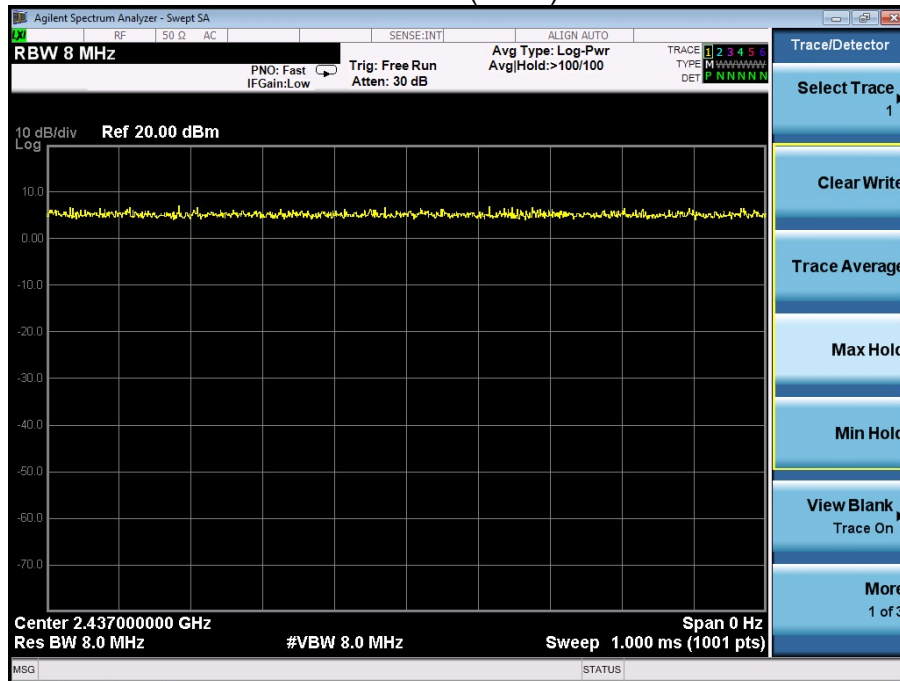 Agilent Spectrum Analyzer - Swept SA
LXI RF 50 Ω AC SENSE:INT ALIGN AUTO
RBW 8 MHz
PNO: Fast
IFGain:Low
Trig: Free Run
Atten: 30 dB
Avg Type: Log-Pwr
Avg|Hold:>100/100
TRACE 1 2 3 4 5 6
TYPE M WWWWW
DET P N N N N N
Trace/Detector
Select Trace
1
Clear Write
Trace Average
Max Hold
Min Hold
View Blank
Trace On
More
1 of 3
10 dB/div Ref 20.00 dBm
Log
10.0
0.00
-10.0
-20.0
-30.0
-40.0
-50.0
-60.0
-70.0
Center 2.437000000 GHz Span 0 Hz
Res BW 8.0 MHz #VBW 8.0 MHz Sweep 1.000 ms (1001 pts)
MSG STATUS